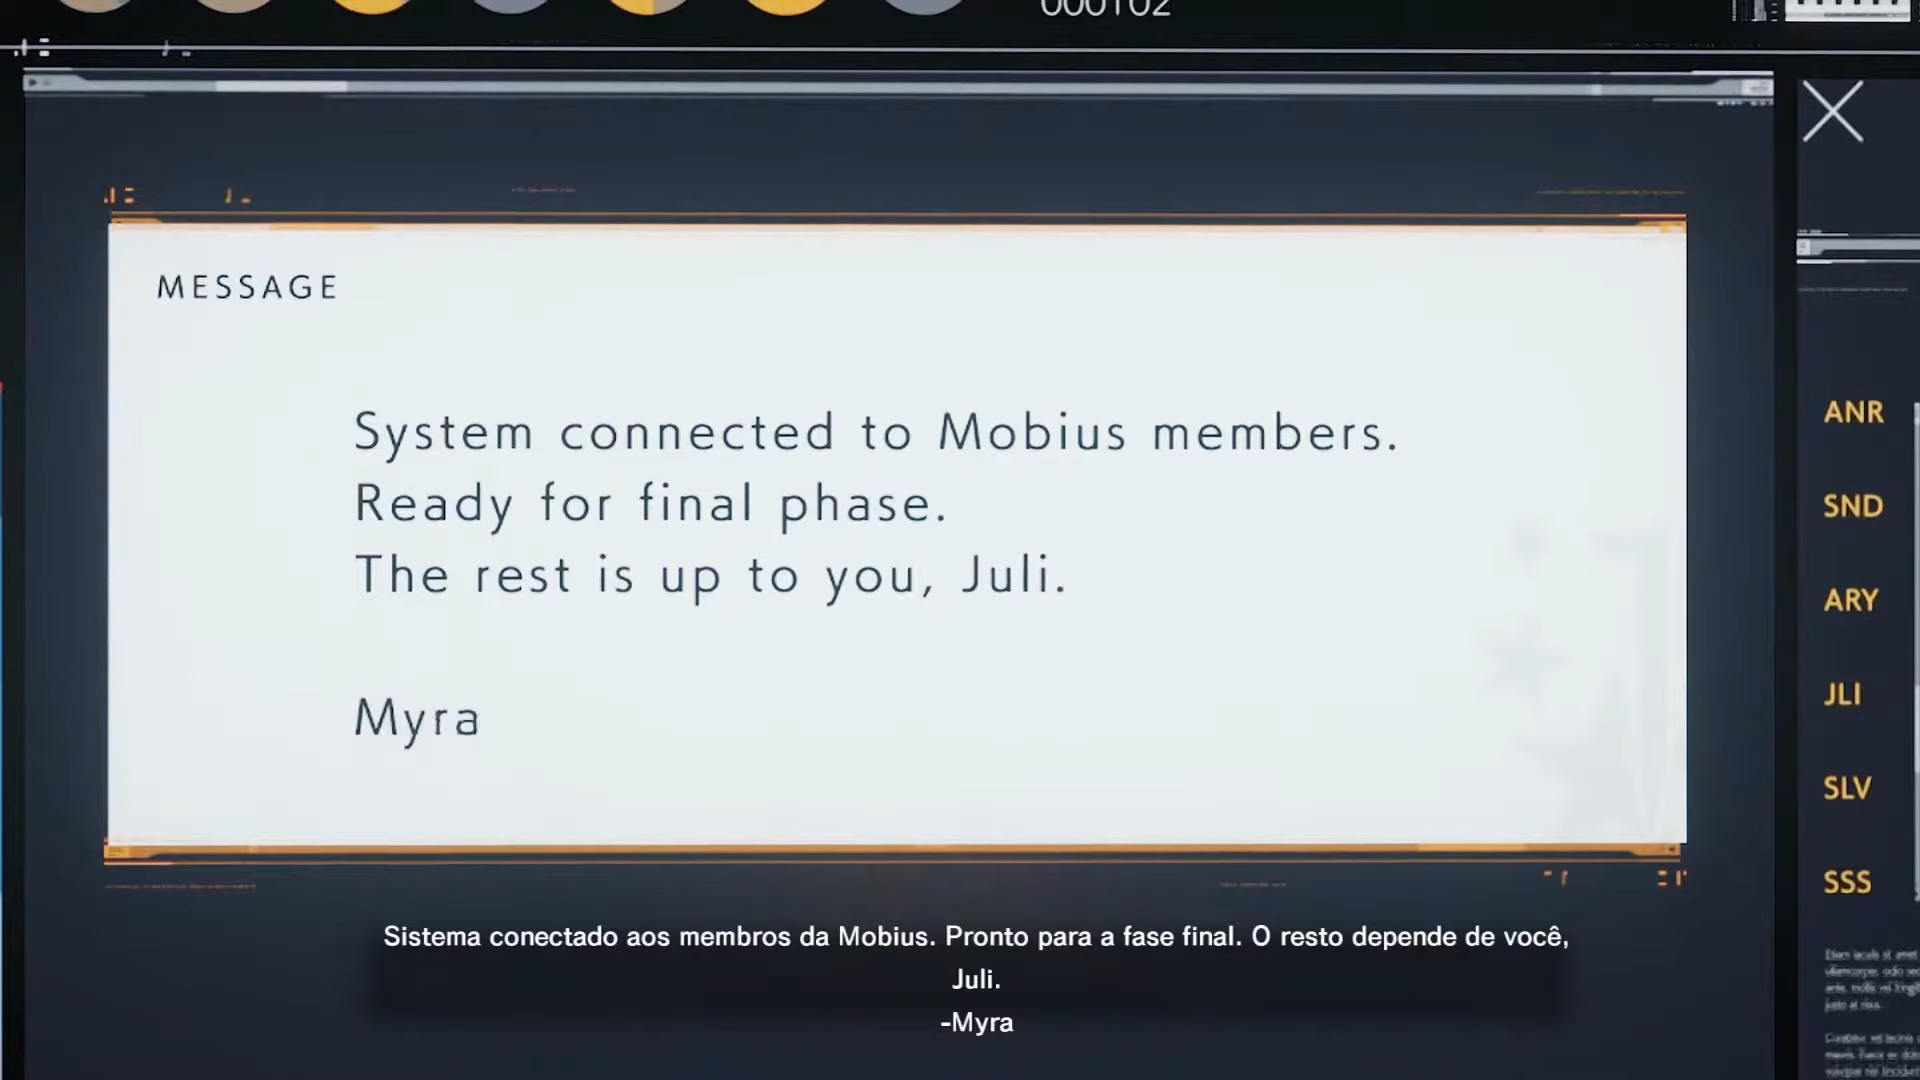 000102
MESSAGE
System connected to Mobius members.
Ready for final phase.
The rest is up to you, Juli.
Myra
ANR
SND
ARY
JLI
SLV
SSS
Sistema conectado aos membros da Mobius. Pronto para a fase final. O resto depende de você,
Juli.
-Myra